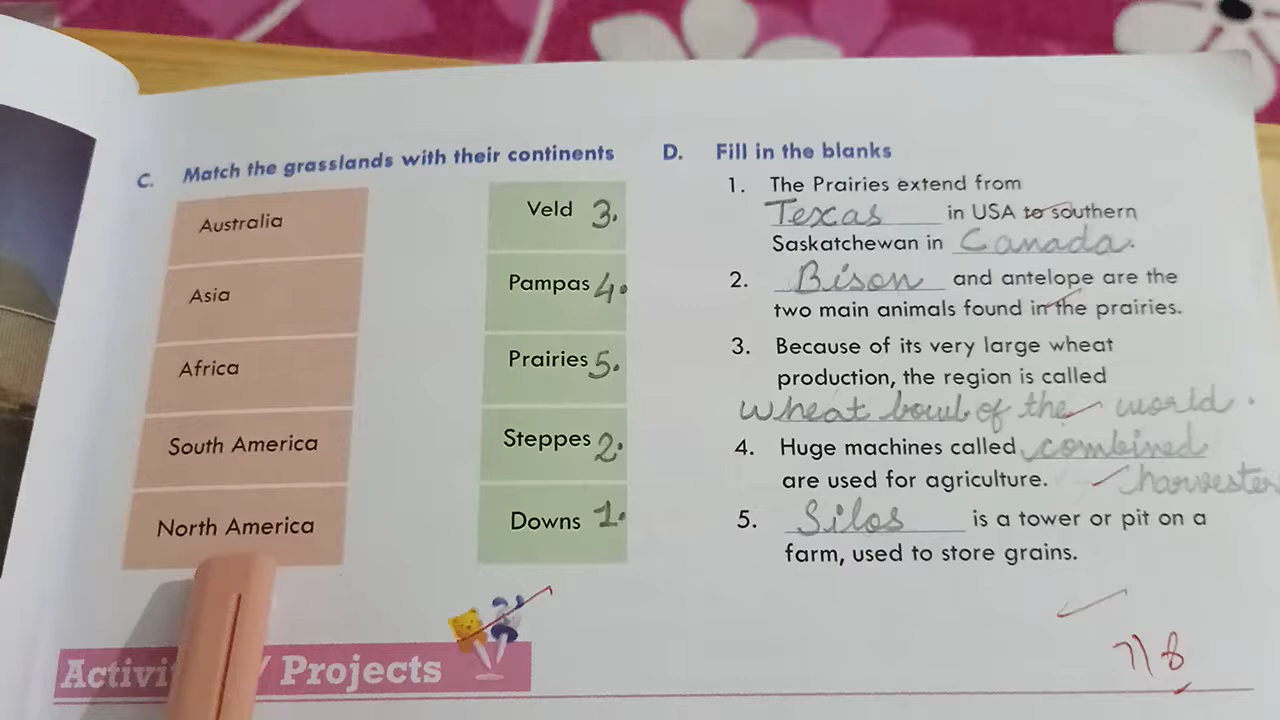 C. Match the grasslands with their continents
Australia
Asia
Africa
South America
North America
Veld 3.
Pampas 4.
Prairies 5.
Steppes 2.
Downs 1.
D. Fill in the blanks
1. The Prairies extend from
Texas in USA to southern
Saskatchewan in Canada.
2. Bison and antelope are the
two main animals found in the prairies.
3. Because of its very large wheat
production, the region is called
wheat bowl of the world.
4. Huge machines called combined
are used for agriculture. harvester
5. Silos is a tower or pit on a
farm, used to store grains.
7/8
Projects